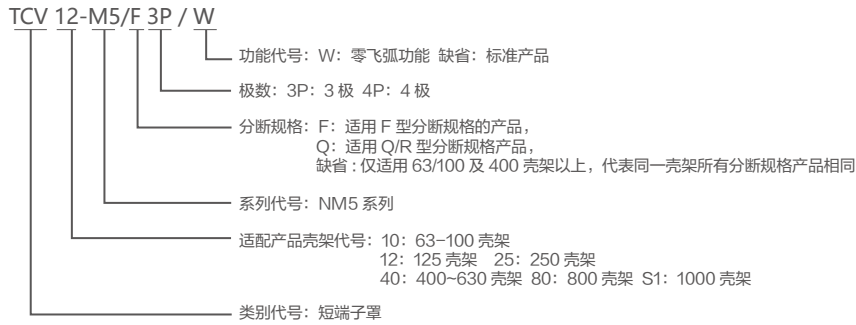 TCV 12-M5/F 3P / W
功能代号：W：零飞弧功能 缺省：标准产品
极数：3P：3 极 4P：4 极
分断规格：F：适用 F 型分断规格的产品，
Q：适用 Q/R 型分断规格产品，
缺省 : 仅适用 63/100 及 400 壳架以上，代表同一壳架所有分断规格产品相同
系列代号：NM5 系列
适配产品壳架代号：10：63-100 壳架
12：125 壳架 25：250 壳架
40：400~630 壳架 80：800 壳架 S1：1000 壳架
类别代号：短端子罩